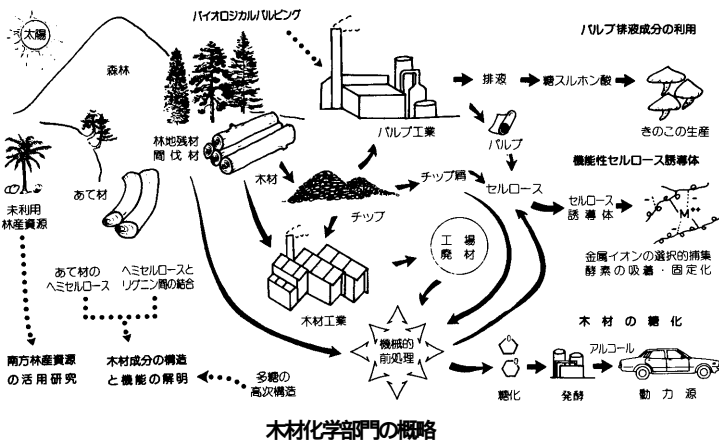 バイオロジカルパルピング
パルプ排液成分の利用
太陽
森林
排液
糖スルホン酸
パルプ工業
きのこの生産
林地残材
間伐材
パルプ
機能性セルロース誘導体
木材
チップ屑
セルロース
セルロース
誘導体
M++
あて材
未利用
林産資源
チップ
工場
廃材
金属イオンの選択的捕集
酵素の吸着・固定化
あて材の
ヘミセルロース
ヘミセルロースと
リグニン間の結合
木材工業
木材の糖化
機械的
前処理
アルコール
南方林産資源
の活用研究
木材成分の構造
と機能の解明
多糖の
高次構造
糖化
発酵
動力源
木材化学部門の概略